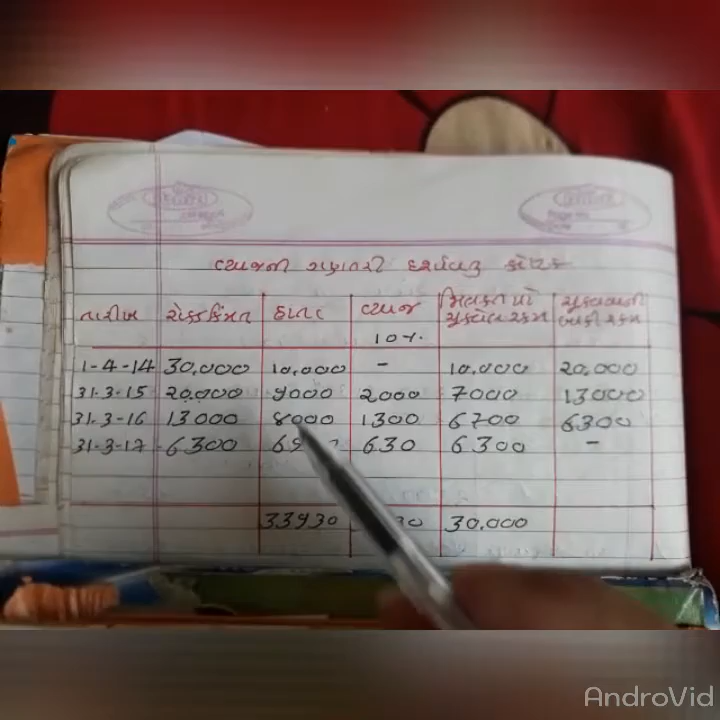 વ્યાજની ગણતરી દર્શાવતુ કોષ્ટક
તારીખ રોકડકિંમત હપ્તા વ્યાજ મિલ્કત પેટે ચુકવવાની
ચુકવેલ રકમ બાકી રકમ
10%
1-4-14 30,000 10,000 - 10,000 20,000
31-3-15 20,000 9000 2000 7000 13000
31-3-16 13000 8000 1300 6700 6300
31-3-17 6300 630 6300 -
33930 30,000
AndroVid